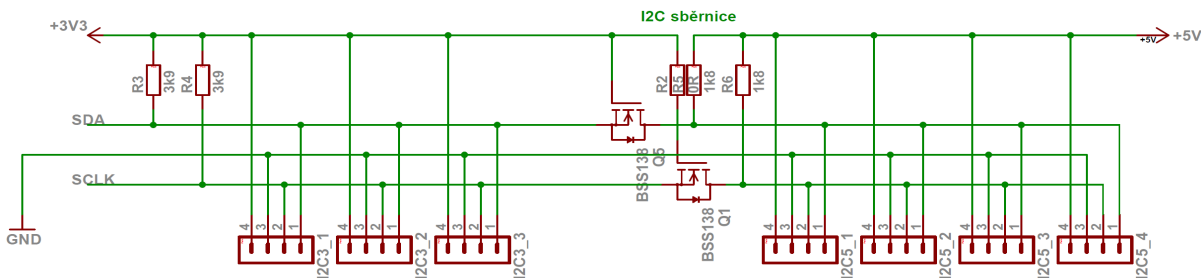 I2C sběrnice
+3V3
+5V
+5V
R3
3k9
R4
3k9
R2
0R
R5
1k8
R6
1k8
SDA
SCLK
GND
BSS138
Q5
BSS138
Q1
4 3 2 1
I2C3_1
4 3 2 1
I2C3_2
4 3 2 1
I2C3_3
4 3 2 1
I2C5_1
4 3 2 1
I2C5_2
4 3 2 1
I2C5_3
4 3 2 1
I2C5_4